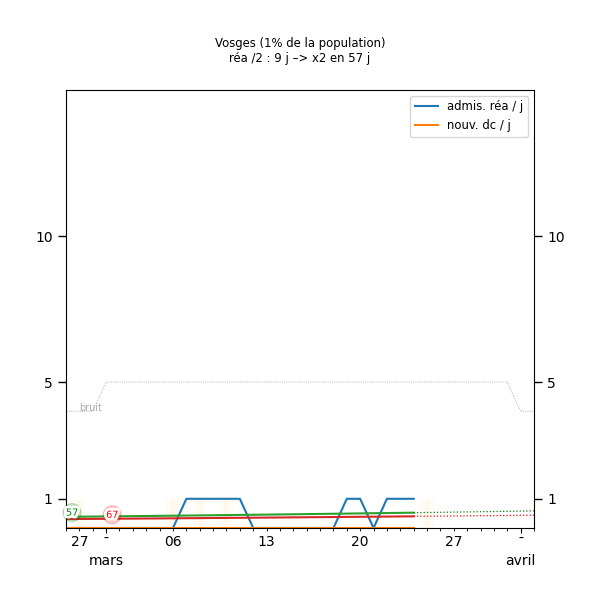 Vosges (1% de la population)
réa /2 : 9 j –> x2 en 57 j
admis. réa / j
nouv. dc / j
10 10
5 5
bruit
1 1
57 67
27 - 06 13 20 27 -
mars avril